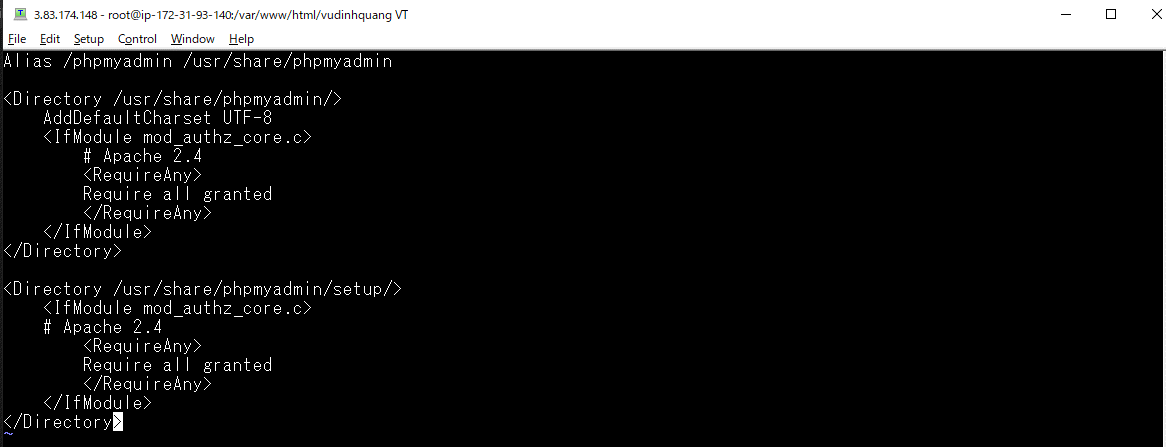 3.83.174.148 - root@ip-172-31-93-140:/var/www/html/vudinhquang VT
File Edit Setup Control Window Help
Alias /phpmyadmin /usr/share/phpmyadmin
<Directory /usr/share/phpmyadmin/>
    AddDefaultCharset UTF-8
    <IfModule mod_authz_core.c>
        # Apache 2.4
        <RequireAny>
        Require all granted
        </RequireAny>
    </IfModule>
</Directory>
<Directory /usr/share/phpmyadmin/setup/>
    <IfModule mod_authz_core.c>
    # Apache 2.4
        <RequireAny>
        Require all granted
        </RequireAny>
    </IfModule>
</Directory>
~